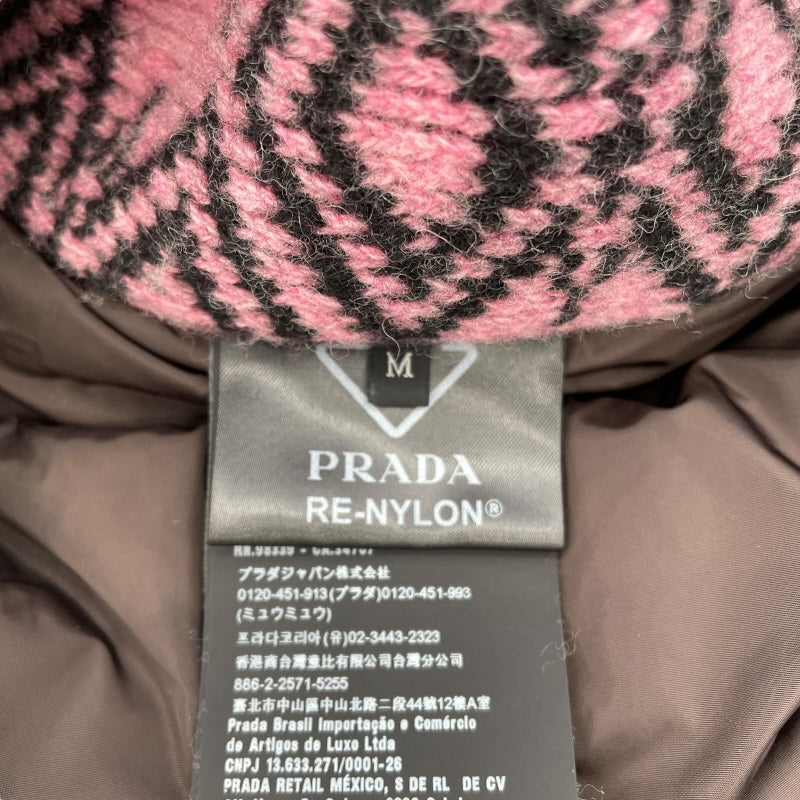 M
PRADA
RE-NYLON®
プラダジャパン株式会社
0120-451-913(プラダ)0120-451-993
(ミュウミュウ)
프라다코리아(유)02-3443-2323
香港商台灣惠比有限公司台灣分公司
886-2-2571-5255
臺北市中山區中山北路二段44號12樓A室
Prada Brasil Importação e Comércio
de Artigos de Luxo Ltda
CNPJ 13.633.271/0001-26
PRADA RETAIL MÉXICO, S DE RL DE CV